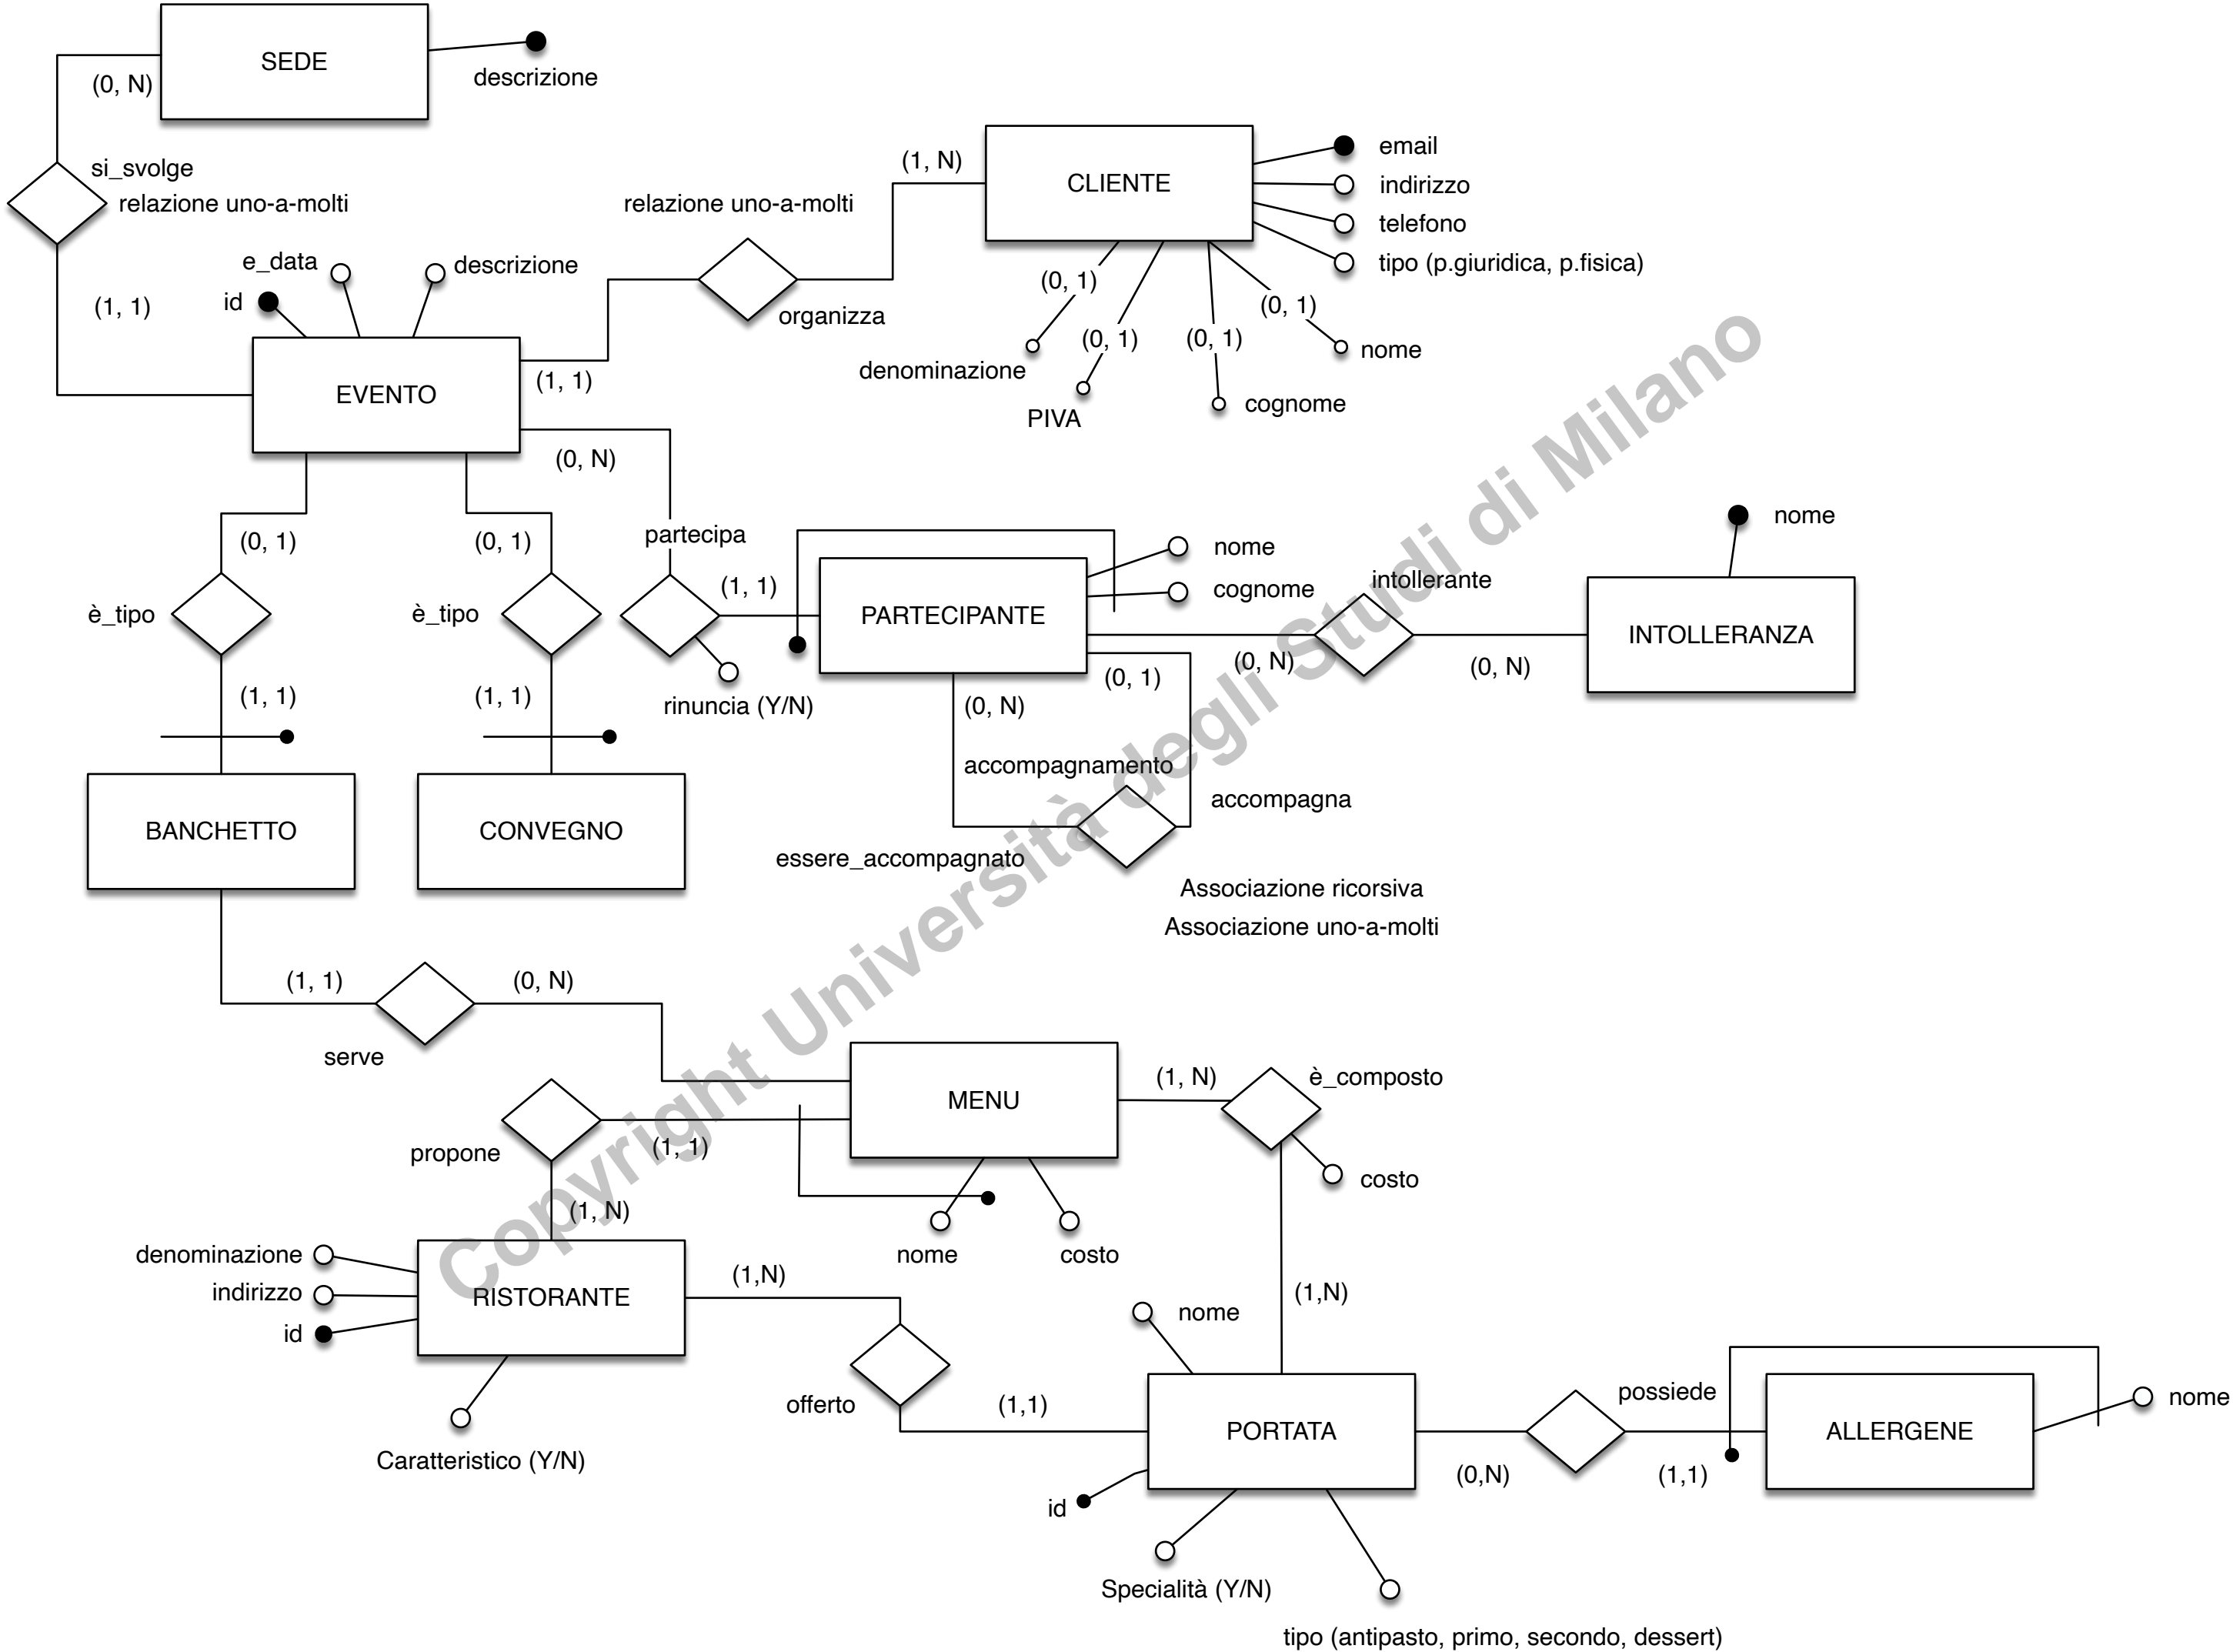 SEDE
descrizione
(0, N)
si_svolge
relazione uno-a-molti
(1, 1)
relazione uno-a-molti
(1, N)
organizza
(1, 1)
CLIENTE
email
indirizzo
telefono
tipo (p.giuridica, p.fisica)
(0, 1)
denominazione
(0, 1)
PIVA
(0, 1)
cognome
(0, 1)
nome
e_data
descrizione
id
EVENTO
(0, N)
partecipa
(1, 1)
rinuncia (Y/N)
(0, 1)
è_tipo
(1, 1)
(0, 1)
è_tipo
(1, 1)
PARTECIPANTE
nome
cognome
intollerante
(0, N)
(0, N)
nome
INTOLLERANZA
(0, 1)
(0, N)
accompagnamento
accompagna
essere_accompagnato
Associazione ricorsiva
Associazione uno-a-molti
BANCHETTO
CONVEGNO
(1, 1)
(0, N)
serve
MENU
(1, N)
è_composto
costo
propone
(1, 1)
(1, N)
nome
costo
denominazione
indirizzo
id
RISTORANTE
Caratteristico (Y/N)
(1,N)
offerto
(1,1)
(1,N)
nome
PORTATA
id
Specialità (Y/N)
tipo (antipasto, primo, secondo, dessert)
(0,N)
possiede
(1,1)
ALLERGENE
nome
Copyright Università degli Studi di Milano